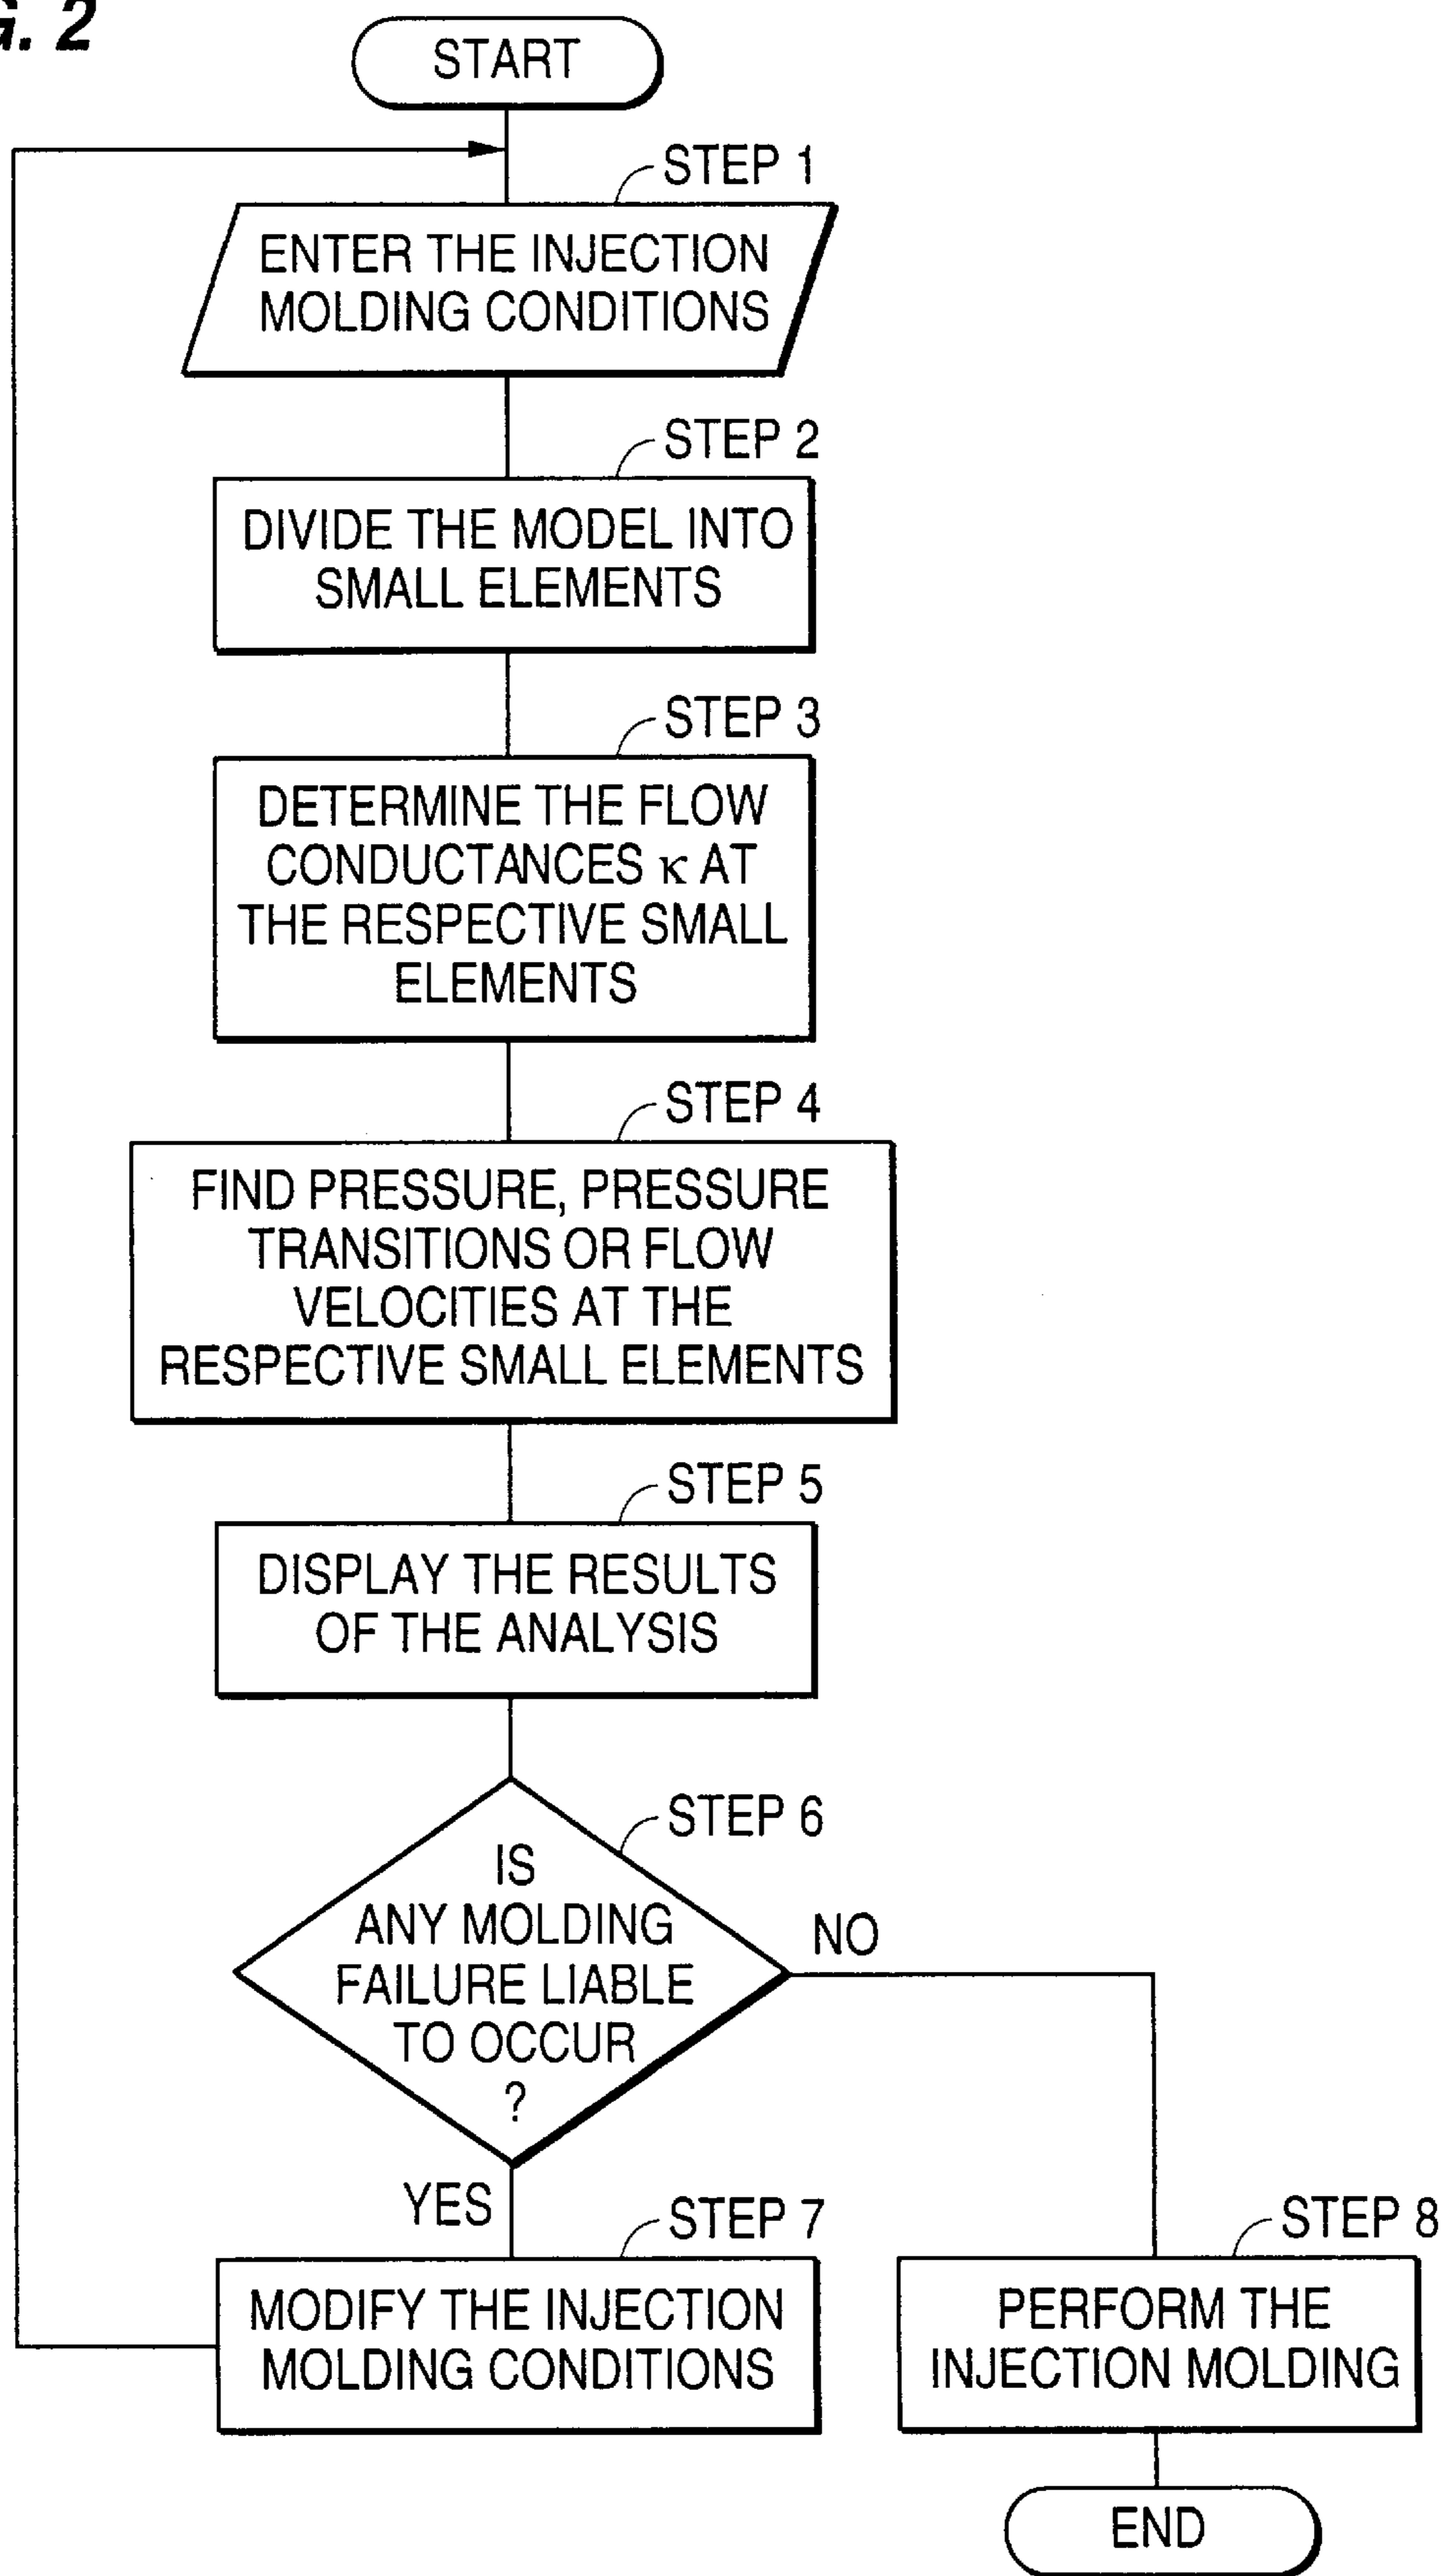 G. 2
START
STEP 1
ENTER THE INJECTION
MOLDING CONDITIONS
STEP 2
DIVIDE THE MODEL INTO
SMALL ELEMENTS
STEP 3
DETERMINE THE FLOW
CONDUCTANCES κ AT
THE RESPECTIVE SMALL
ELEMENTS
STEP 4
FIND PRESSURE, PRESSURE
TRANSITIONS OR FLOW
VELOCITIES AT THE
RESPECTIVE SMALL ELEMENTS
STEP 5
DISPLAY THE RESULTS
OF THE ANALYSIS
STEP 6
IS
ANY MOLDING
FAILURE LIABLE
TO OCCUR
?
NO
YES
STEP 7
MODIFY THE INJECTION
MOLDING CONDITIONS
STEP 8
PERFORM THE
INJECTION MOLDING
END